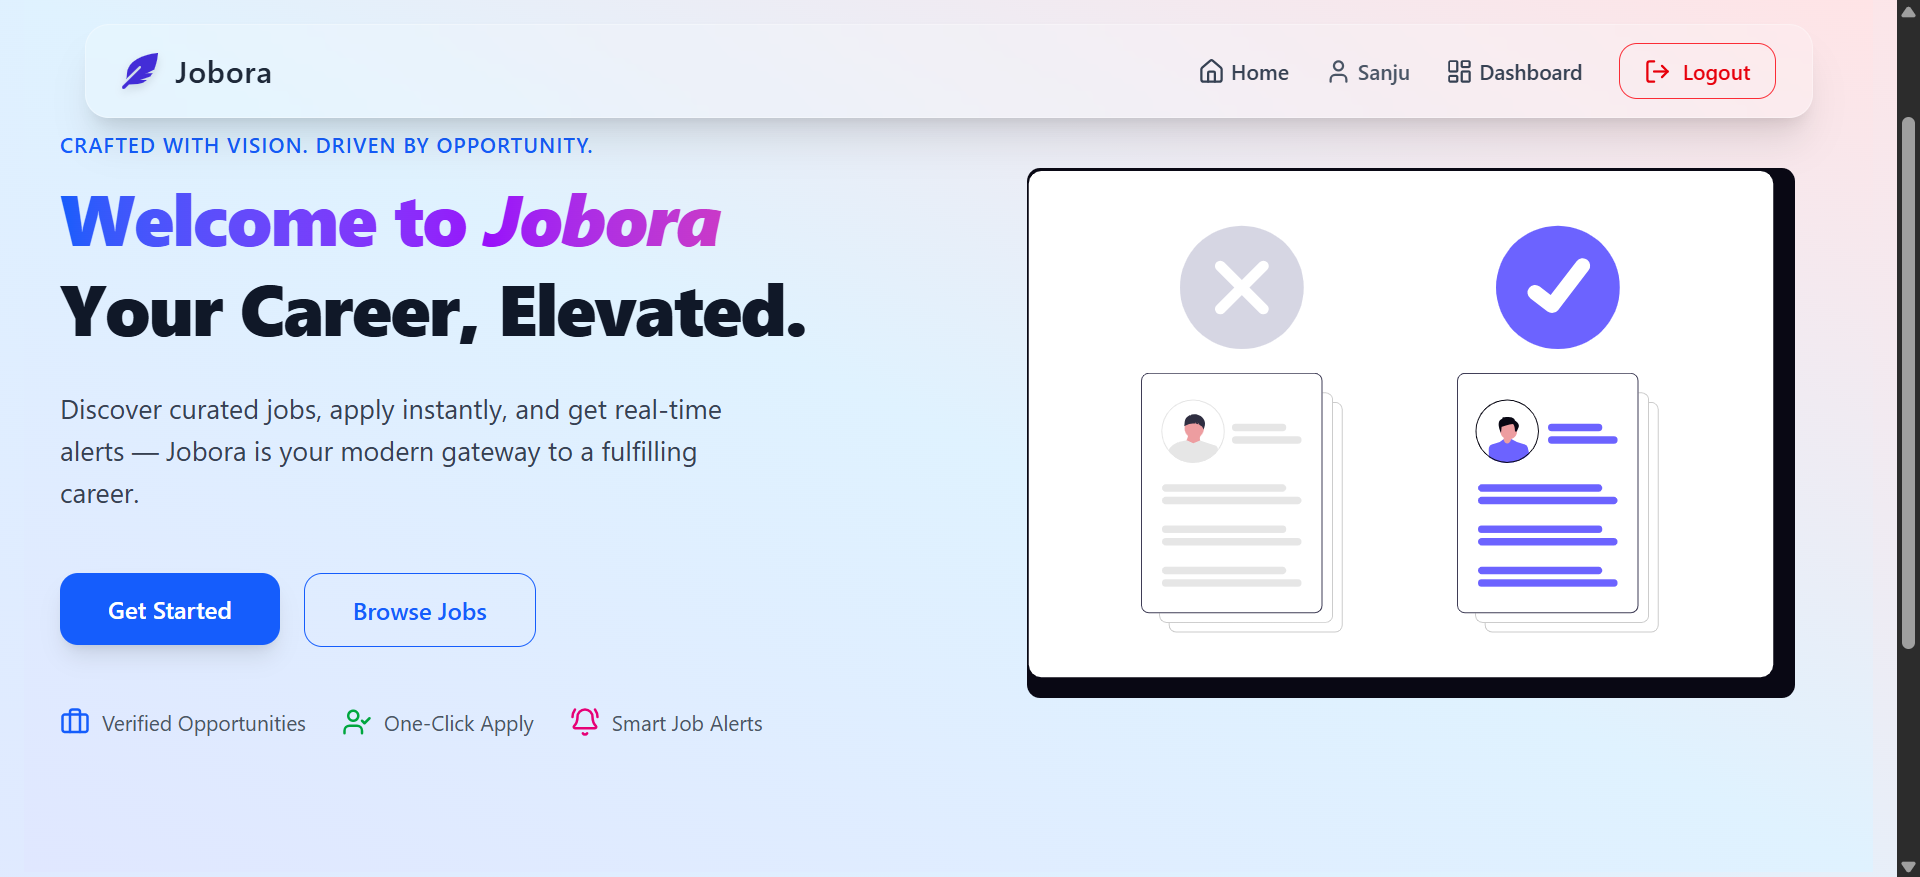 Jobora
Home
Sanju
Dashboard
Logout
CRAFTED WITH VISION. DRIVEN BY OPPORTUNITY.
Welcome to Jobora
Your Career, Elevated.
Discover curated jobs, apply instantly, and get real-time
alerts — Jobora is your modern gateway to a fulfilling
career.
Get Started
Browse Jobs
Verified Opportunities
One-Click Apply
Smart Job Alerts